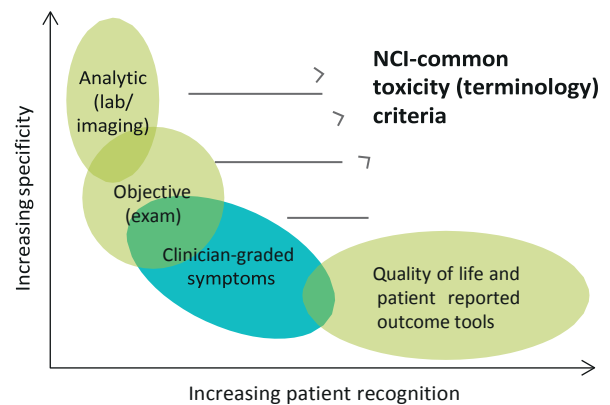 Analytic
(lab/
imaging)
NCI-common
toxicity (terminology)
criteria
Objective
(exam)
Clinician-graded
symptoms
Quality of life and
patient reported
outcome tools
Increasing specificity
Increasing patient recognition